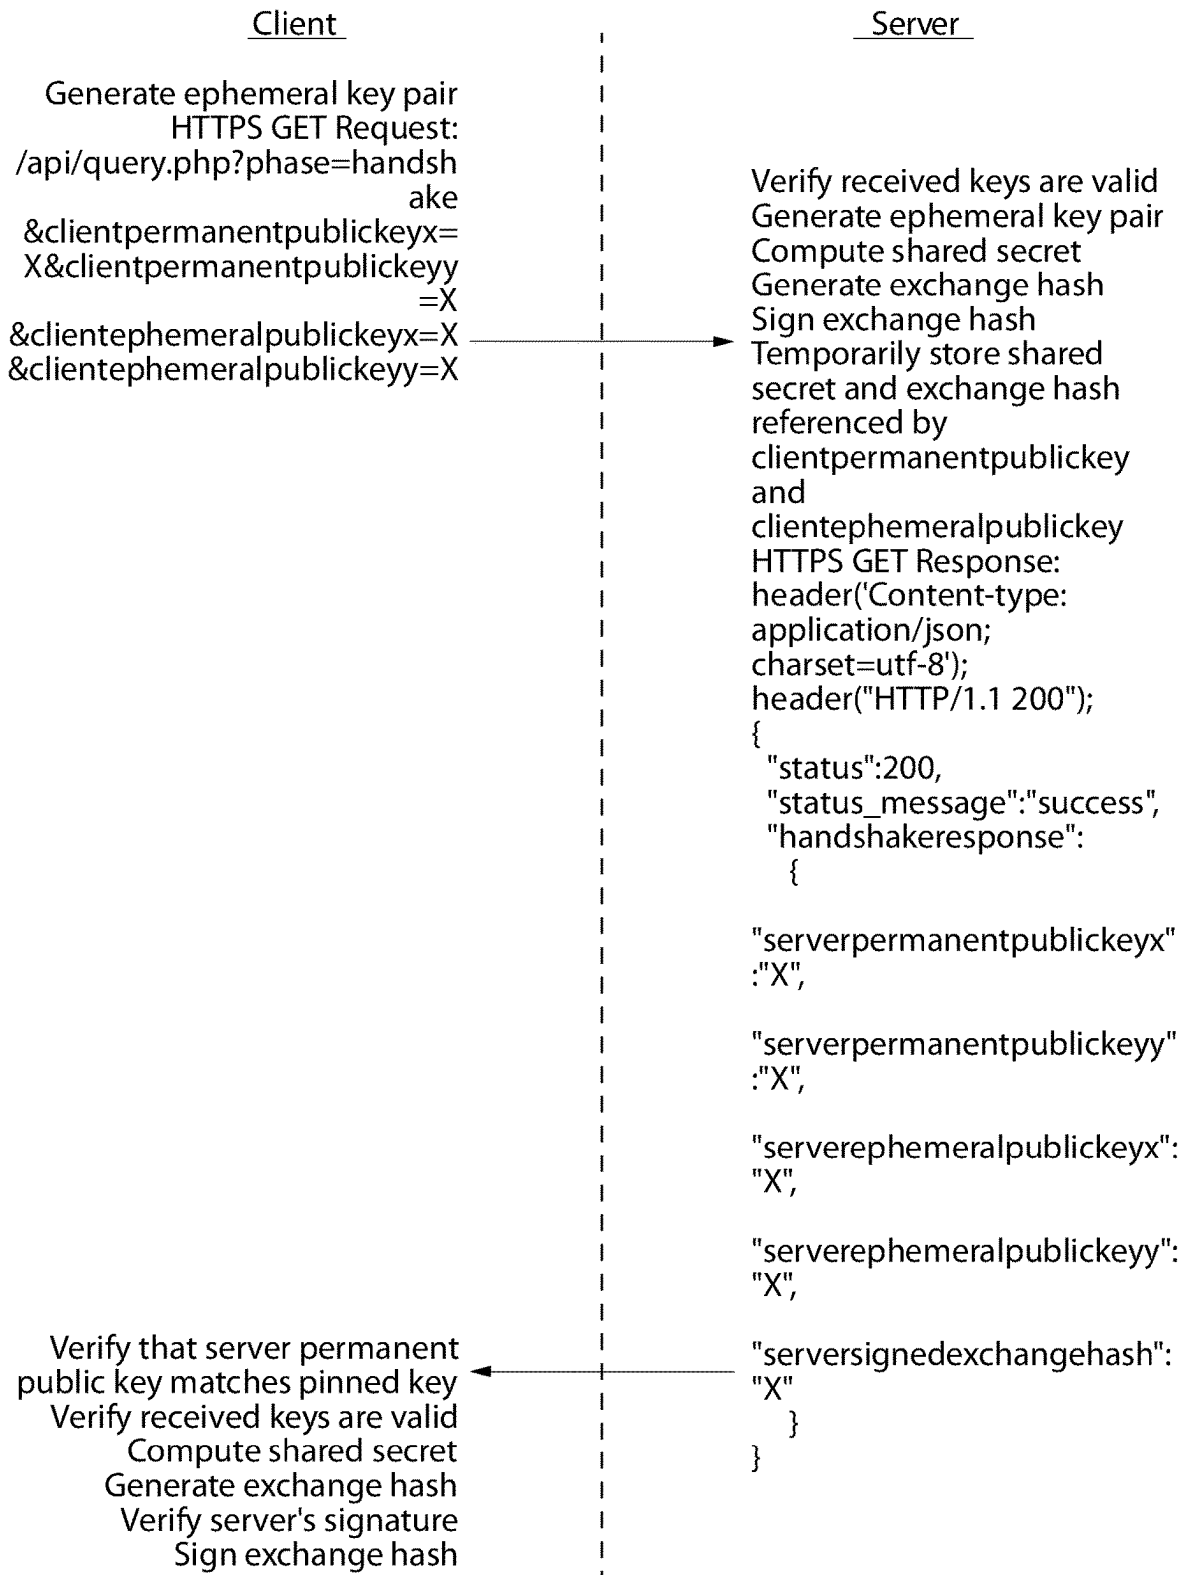 Client
Server
Generate ephemeral key pair
HTTPS GET Request:
/api/query.php?phase=handsh
ake
&clientpermanentpublickeyx=
X&clientpermanentpublickeyy
=X
&clientephemeralpublickeyx=X
&clientephemeralpublickeyy=X
Verify received keys are valid
Generate ephemeral key pair
Compute shared secret
Generate exchange hash
Sign exchange hash
Temporarily store shared
secret and exchange hash
referenced by
clientpermanentpublickey
and
clientephemeralpublickey
HTTPS GET Response:
header('Content-type:
application/json;
charset=utf-8');
header("HTTP/1.1 200");
{
"status":200,
"status_message":"success",
"handshakeresponse":
{
"serverpermanentpublickeyx"
:"X",
"serverpermanentpublickeyy"
:"X",
"serverephemeralpublickeyx":
"X",
"serverephemeralpublickeyy":
"X",
"serversignedexchangehash":
"X"
}
}
Verify that server permanent
public key matches pinned key
Verify received keys are valid
Compute shared secret
Generate exchange hash
Verify server's signature
Sign exchange hash